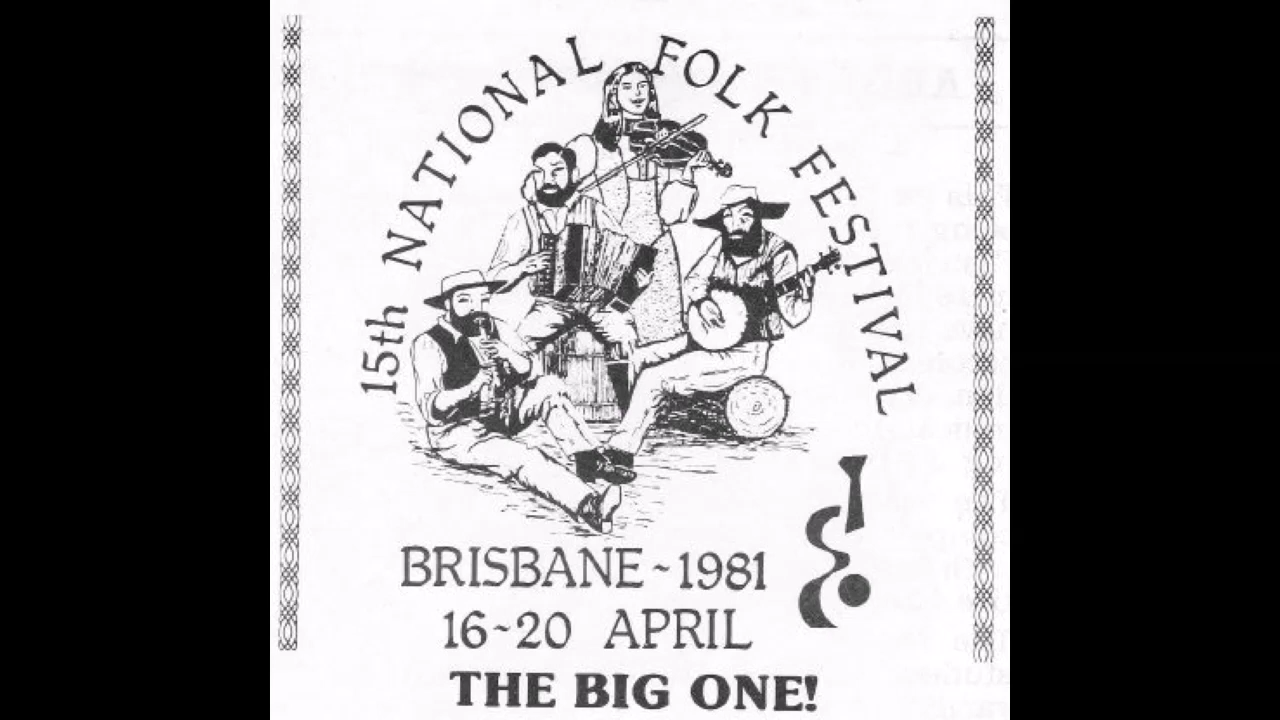 15th NATIONAL FOLK FESTIVAL
BRISBANE ~ 1981
16~20 APRIL
THE BIG ONE!